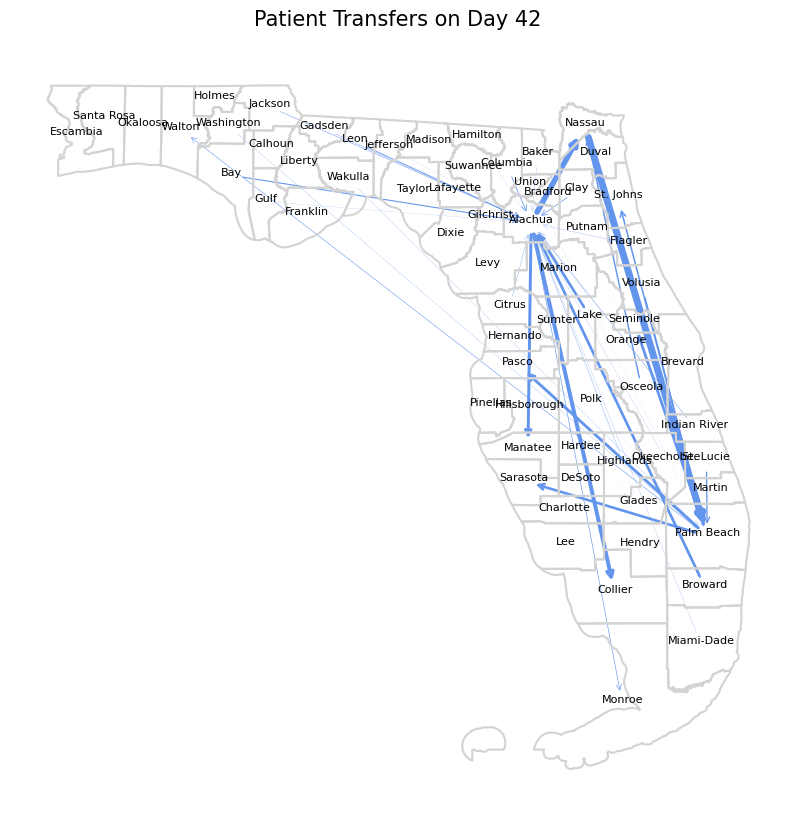 Patient Transfers on Day 42
Holmes
Jackson
Santa Rosa
Okaloosa
Walton
Washington
Escambia
Gadsden
Nassau
Hamilton
Leon
Madison
Jefferson
Calhoun
Baker
Duval
Liberty
Suwannee
Columbia
Bay
Wakulla
Union
Taylor
Lafayette
Bradford
Clay
St. Johns
Gulf
Franklin
Gilchrist
Alachua
Putnam
Dixie
Flagler
Levy
Marion
Volusia
Citrus
Sumter
Lake
Seminole
Hernando
Orange
Pasco
Brevard
Osceola
Pinellas
Hillsborough
Polk
Indian River
Manatee
Hardee
Highlands
Okeechobee
St. Lucie
Sarasota
DeSoto
Martin
Charlotte
Glades
Palm Beach
Lee
Hendry
Collier
Broward
Miami-Dade
Monroe